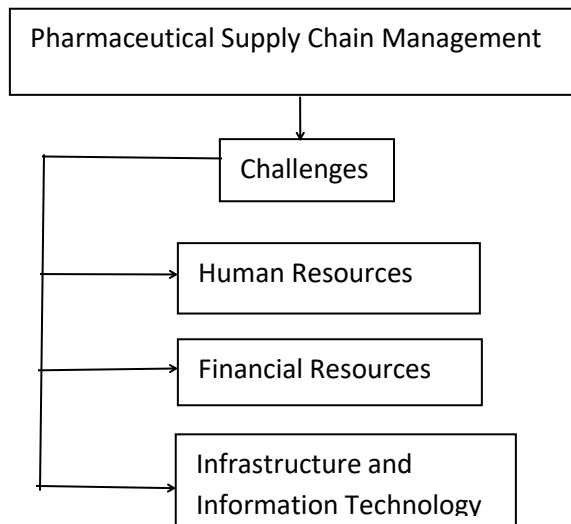 Pharmaceutical Supply Chain Management
Challenges
Human Resources
Financial Resources
Infrastructure and
Information Technology